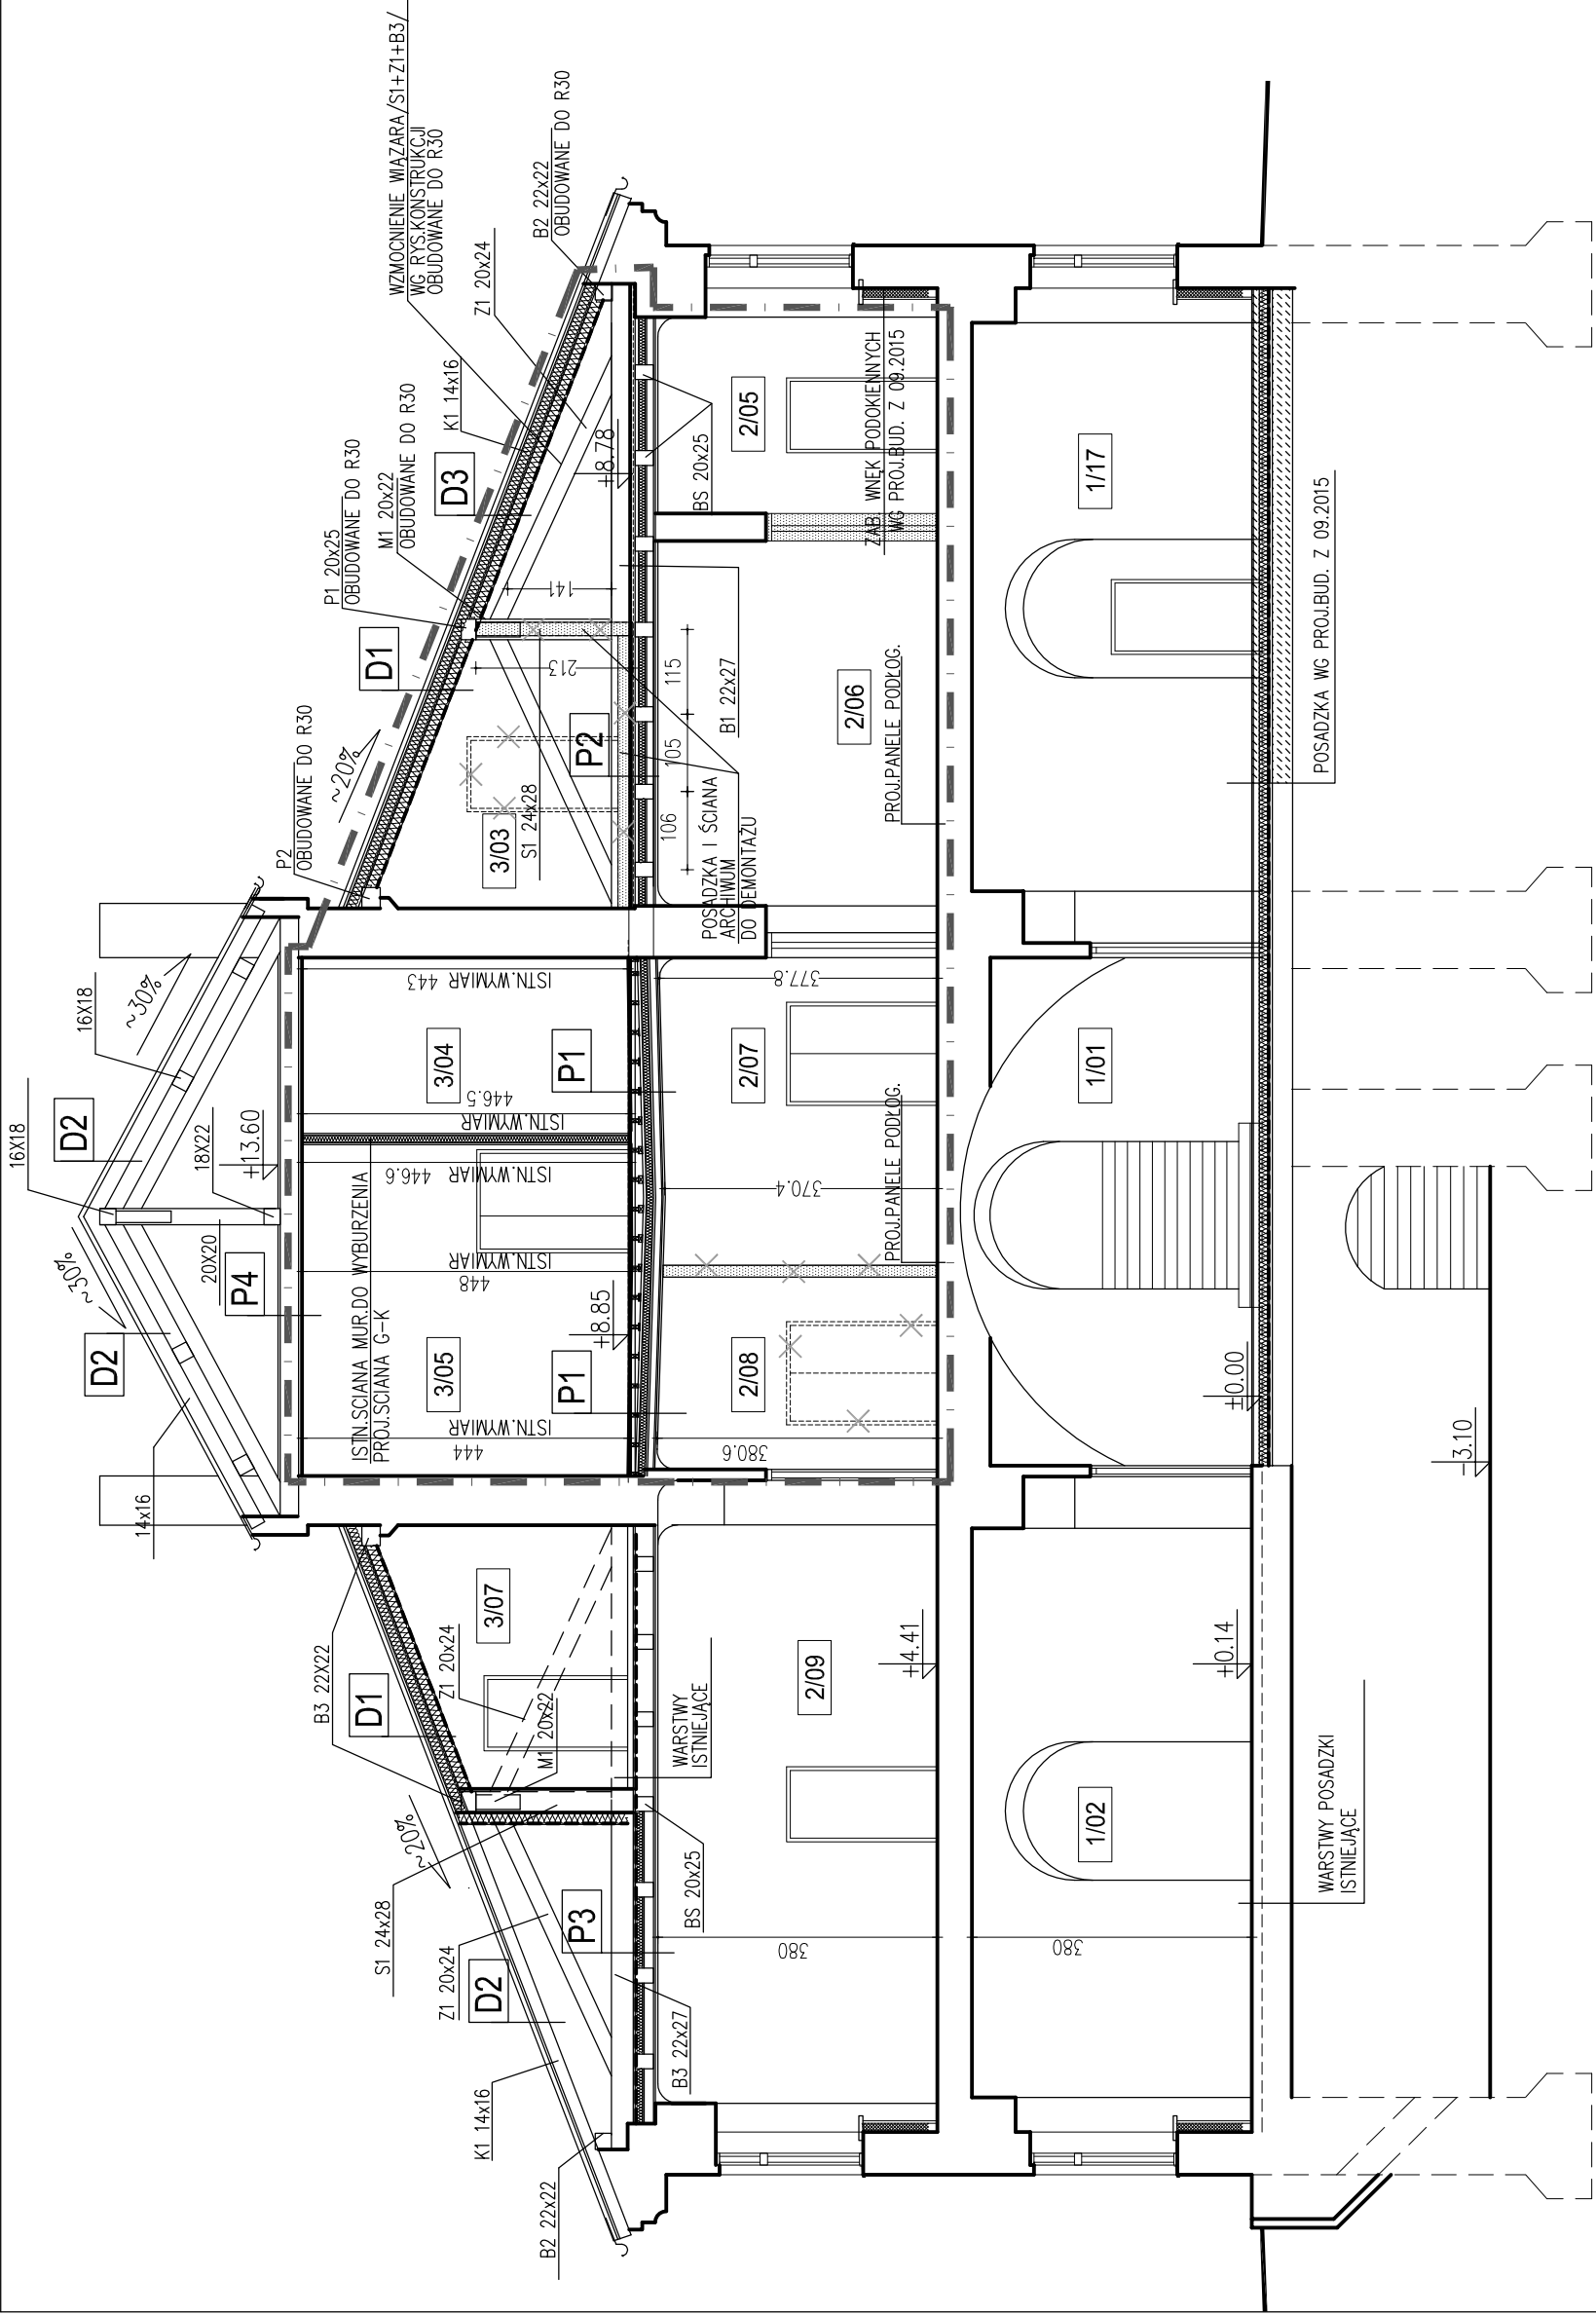 16X18
16X18
D2
~30%
~30%
D2
14x16
20X20
P4
18X22
+13.60
WZMOCNIENIE WIĄZARA/S1+Z1+B3/
WG RYS.KONSTRUKCJI
OBUDOWANE DO R30
P2
OBUDOWANE DO R30
~20%
P1 20x25
OBUDOWANE DO R30
M1 20x22
OBUDOWANE DO R30
K1 14x16
Z1 20x24
B2 22x22
OBUDOWANE DO R30
D1
D3
B3 22X22
D1
~20%
S1 24x28
Z1 20x24
D2
K1 14x16
B2 22x22
P3
M1 20x22
Z1 20x24
3/07
ISTN.ŚCIANA MUR.DO WYBURZENIA
PROJ.ŚCIANA G-K
3/05
444
ISTN.WYMIAR
448
ISTN.WYMIAR
446.6
ISTN.WYMIAR
446.5
ISTN.WYMIAR
443
ISTN.WYMIAR
3/04
P1
P1
+8.85
3/03
S1 24x28
P2
213
141
+8.78
B3 22x27
BS 20x25
WARSTWY
ISTNIEJĄCE
POSADZKA I ŚCIANA
ARCHIWUM
DO DEMONTAŻU
106
105
115
B1 22x27
BS 20x25
2/09
380
+4.41
2/08
380.6
370.4
2/07
377.8
2/06
2/05
PROJ.PANELE PODŁOG.
PROJ.PANELE PODŁOG.
ZAB. WNĘK PODOKIENNYCH
WG PROJ.BUD. Z 09.2015
1/02
380
+0.14
1/01
±0.00
1/17
WARSTWY POSADZKI
ISTNIEJĄCE
-3.10
POSADZKA WG PROJ.BUD. Z 09.2015